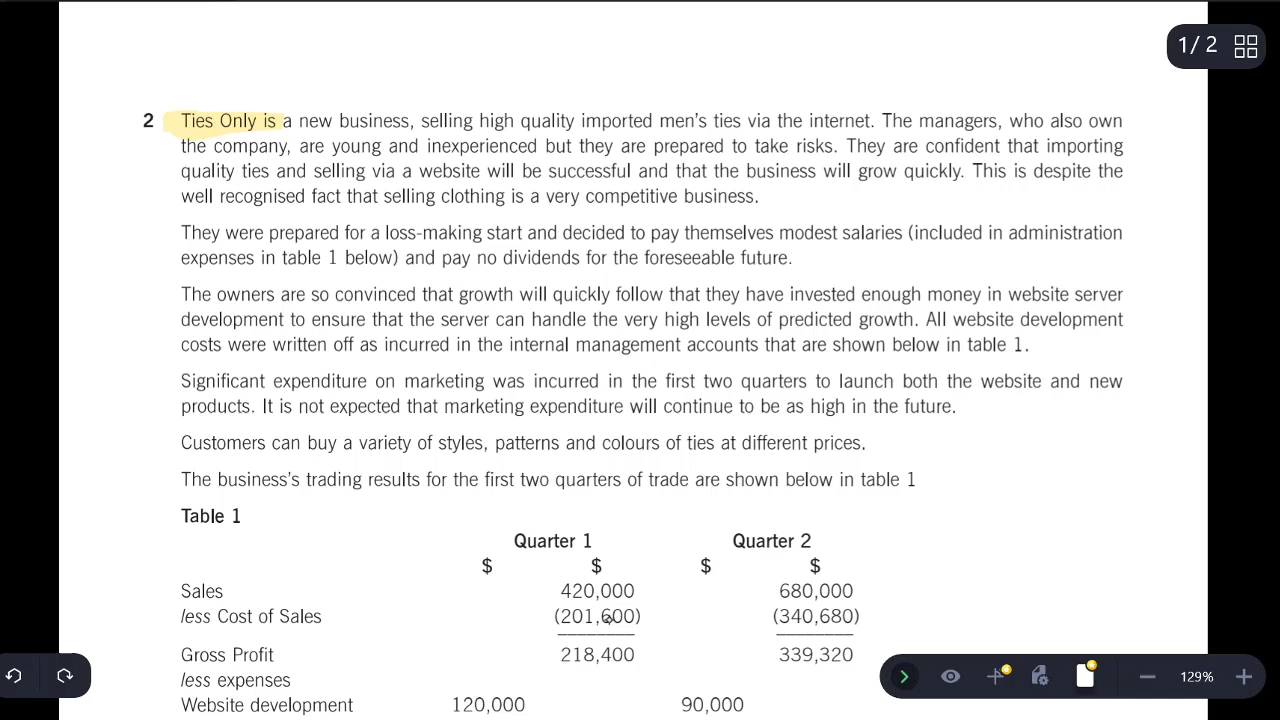 1/ 2
2 Ties Only is a new business, selling high quality imported men's ties via the internet. The managers, who also own
the company, are young and inexperienced but they are prepared to take risks. They are confident that importing
quality ties and selling via a website will be successful and that the business will grow quickly. This is despite the
well recognised fact that selling clothing is a very competitive business.
They were prepared for a loss-making start and decided to pay themselves modest salaries (included in administration
expenses in table 1 below) and pay no dividends for the foreseeable future.
The owners are so convinced that growth will quickly follow that they have invested enough money in website server
development to ensure that the server can handle the very high levels of predicted growth. All website development
costs were written off as incurred in the internal management accounts that are shown below in table 1.
Significant expenditure on marketing was incurred in the first two quarters to launch both the website and new
products. It is not expected that marketing expenditure will continue to be as high in the future.
Customers can buy a variety of styles, patterns and colours of ties at different prices.
The business's trading results for the first two quarters of trade are shown below in table 1
Table 1
Quarter 1 Quarter 2
$ $ $ $
Sales 420,000 680,000
less Cost of Sales (201,600) (340,680)
Gross Profit 218,400 339,320
less expenses
Website development 120,000 90,000
129%